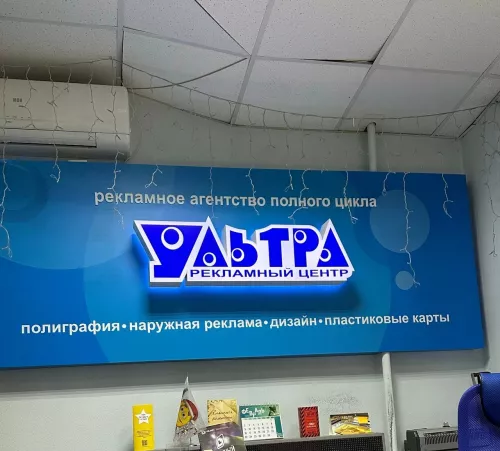 рекламное агентство полного цикла
УЛЬТРА
РЕКЛАМНЫЙ ЦЕНТР
полиграфия•наружная реклама•дизайн•пластиковые карты